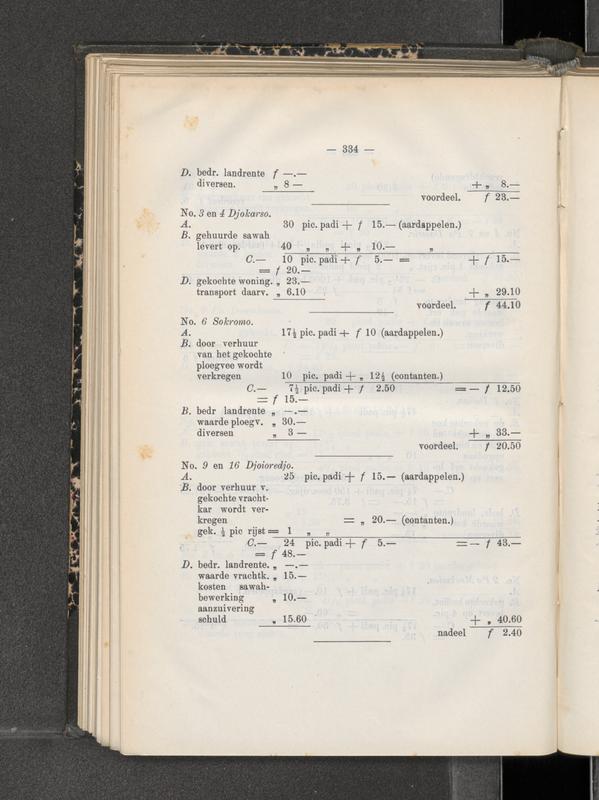 — 334 —
D. bedr. landrente f —.—
diversen. „ 8 — + „ 8.—
voordeel. f 23.—
No. 3 en 4 Djokarso.
A. 30 pic. padi + f 15.— (aardappelen.)
B. gehuurde sawah
levert op. 40 „ „ + „ 10.— „
C.— 10 pic. padi + f 5.— = + f 15.—
= f 20.—
D. gekochte woning. „ 23.—
transport daarv. „ 6.10 + „ 29.10
voordeel. f 44.10
No. 6 Sokromo.
A. 17½ pic. padi + f 10 (aardappelen.)
B. door verhuur
van het gekochte
ploegvee wordt
verkregen 10 pic. padi + „ 12½ (contanten.)
C.— 7½ pic. padi + f 2.50 = — f 12.50
= f 15.—
B. bedr landrente „ —.—
waarde ploegv. „ 30.—
diversen „ 3 — + „ 33.—
voordeel. f 20.50
No. 9 en 16 Djoioredjo.
A. 25 pic. padi + f 15.— (aardappelen.)
B. door verhuur v.
gekochte vracht-
kar wordt ver-
kregen = „ 20.— (contanten.)
gek. ½ pic rijst = 1 „ „
C.— 24 pic. padi + f 5.— = — f 43.—
= f 48.—
D. bedr. landrente. „ —.—
waarde vrachtk. „ 15.—
kosten sawah-
bewerking „ 10.—
aanzuivering
schuld „ 15.60 + „ 40.60
nadeel f 2.40